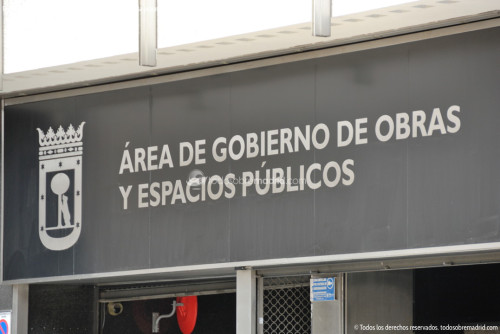 ÁREA DE GOBIERNO DE OBRAS
Y ESPACIOS PÚBLICOS
© Todos los derechos reservados. todosobremadrid.com